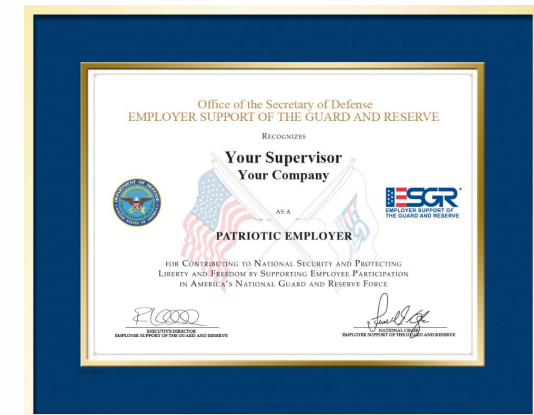 Office of the Secretary of Defense
EMPLOYER SUPPORT OF THE GUARD AND RESERVE
RECOGNIZES
Your Supervisor
Your Company
AS A
PATRIOTIC EMPLOYER
FOR CONTRIBUTING TO NATIONAL SECURITY AND PROTECTING
LIBERTY AND FREEDOM BY SUPPORTING EMPLOYEE PARTICIPATION
IN AMERICA'S NATIONAL GUARD AND RESERVE FORCE
DEPARTMENT OF DEFENSE
ESGR
EMPLOYER SUPPORT OF
THE GUARD AND RESERVE
EXECUTIVE DIRECTOR
EMPLOYER SUPPORT OF THE GUARD AND RESERVE
NATIONAL CHAIR
EMPLOYER SUPPORT OF THE GUARD AND RESERVE